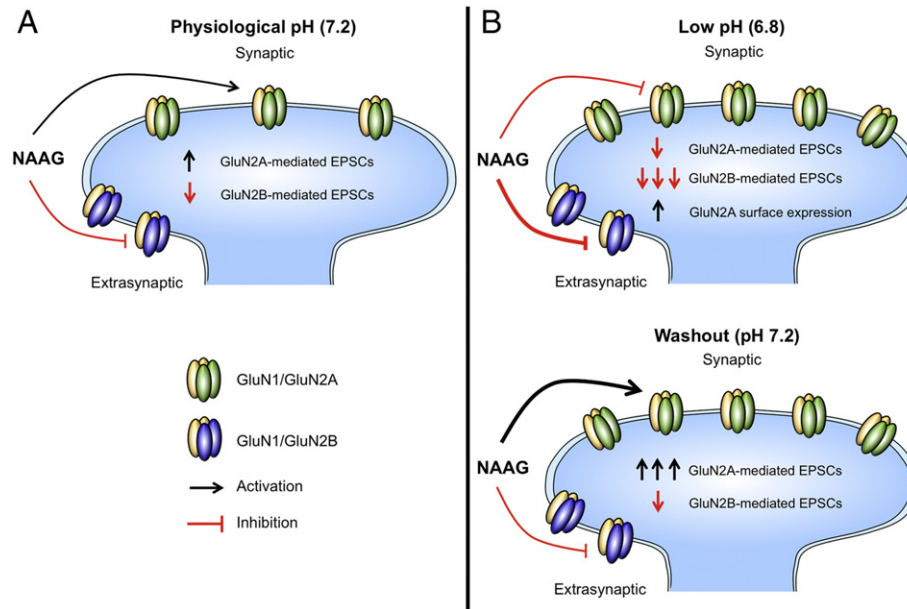 A
Physiological pH (7.2)
Synaptic
NAAG
GluN2A-mediated EPSCs
GluN2B-mediated EPSCs
Extrasynaptic
GluN1/GluN2A
GluN1/GluN2B
Activation
Inhibition
B
Low pH (6.8)
Synaptic
NAAG
GluN2A-mediated EPSCs
GluN2B-mediated EPSCs
GluN2A surface expression
Extrasynaptic
Washout (pH 7.2)
Synaptic
NAAG
GluN2A-mediated EPSCs
GluN2B-mediated EPSCs
Extrasynaptic